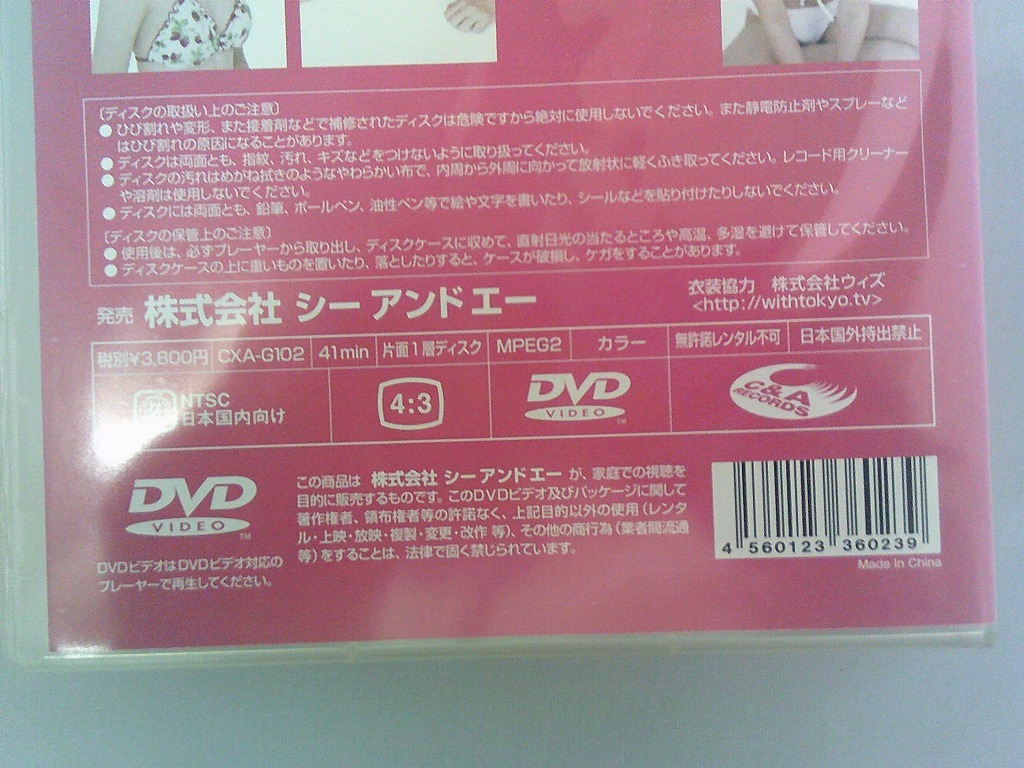 〔ディスクの取扱い上のご注意〕
●ひび割れや変形、また接着剤などで補修されたディスクは危険ですから絶対に使用しないでください。また静電防止剤やスプレーなど
はひび割れの原因になることがあります。
●ディスクは両面とも、指紋、汚れ、キズなどをつけないように取り扱ってください。
●ディスクの汚れはめがね拭きのようなやわらかい布で、内周から外周に向かって放射状に軽くふき取ってください。レコード用クリーナー
や溶剤は使用しないでください。
●ディスクには両面とも、鉛筆、ボールペン、油性ペン等で絵や文字を書いたり、シールなどを貼り付けたりしないでください。
〔ディスクの保管上のご注意〕
●使用後は、必ずプレーヤーから取り出し、ディスクケースに収めて、直射日光の当たるところや高温、多湿を避けて保管してください。
●ディスクケースの上に重いものを置いたり、落としたりすると、ケースが破損し、ケガをすることがあります。
発売 株式会社 シー アンド エー
衣装協力 株式会社ウィズ
<http://withtokyo.tv>
税別¥3,800円 CXA-G102 41min 片面1層ディスク MPEG2 カラー 無許諾レンタル不可 日本国外持出禁止
NTSC
日本国内向け
4:3
DVD
VIDEO
TM
C&A
RECORDS
DVD
VIDEO
TM
DVDビデオはDVDビデオ対応の
プレーヤーで再生してください。
この商品は 株式会社 シー アンド エー が、家庭での視聴を
目的に販売するものです。このDVDビデオ及びパッケージに関して
著作権者、頒布権者等の許諾なく、上記目的以外の使用(レンタ
ル・上映・放映・複製・変更・改作 等)、その他の商行為(業者間流通
等)をすることは、法律で固く禁じられています。
4 560123 360239
Made In China